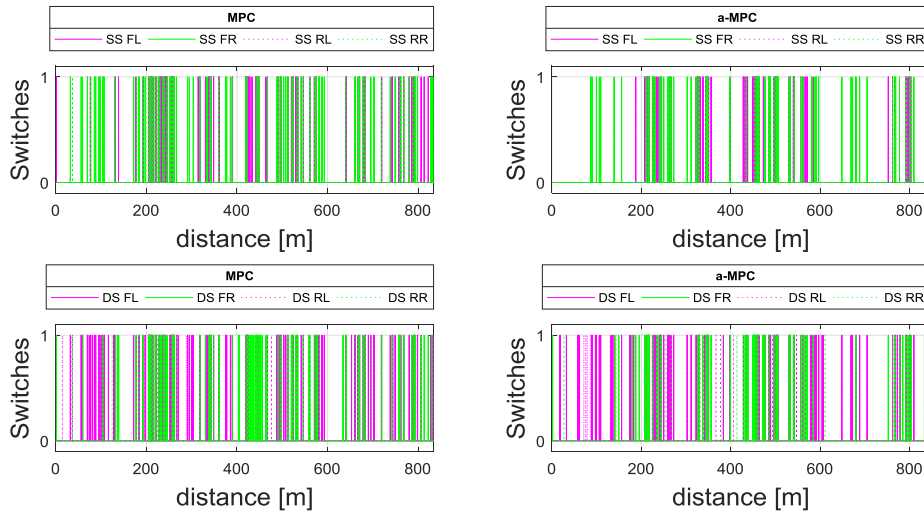 MPC
SS FL SS FR SS RL SS RR
Switches
1
0
0 200 400 600 800
distance [m]
a-MPC
SS FL SS FR SS RL SS RR
Switches
1
0
0 200 400 600 800
distance [m]
MPC
DS FL DS FR DS RL DS RR
Switches
1
0
0 200 400 600 800
distance [m]
a-MPC
DS FL DS FR DS RL DS RR
Switches
1
0
0 200 400 600 800
distance [m]